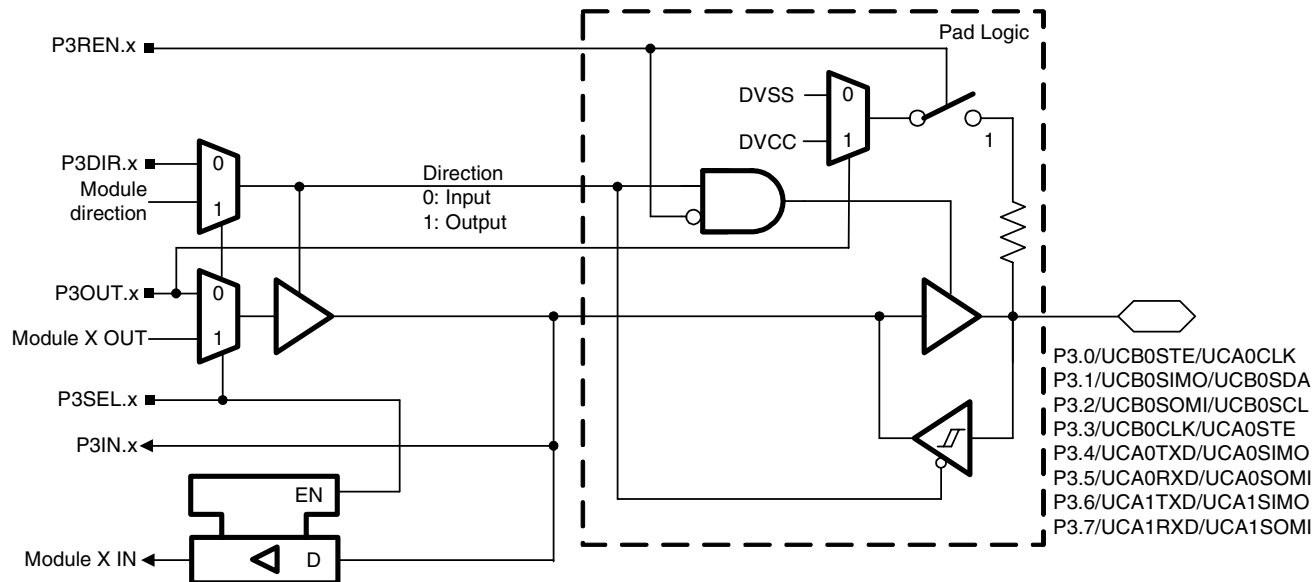 Pad Logic
P3REN.x
DVSS
0
DVCC
1
1
P3DIR.x
0
Module
direction
1
Direction
0: Input
1: Output
P3OUT.x
0
Module X OUT
1
P3SEL.x
P3IN.x
EN
Module X IN
D
P3.0/UCB0STE/UCA0CLK
P3.1/UCB0SIMO/UCB0SDA
P3.2/UCB0SOMI/UCB0SCL
P3.3/UCB0CLK/UCA0STE
P3.4/UCA0TXD/UCA0SIMO
P3.5/UCA0RXD/UCA0SOMI
P3.6/UCA1TXD/UCA1SIMO
P3.7/UCA1RXD/UCA1SOMI